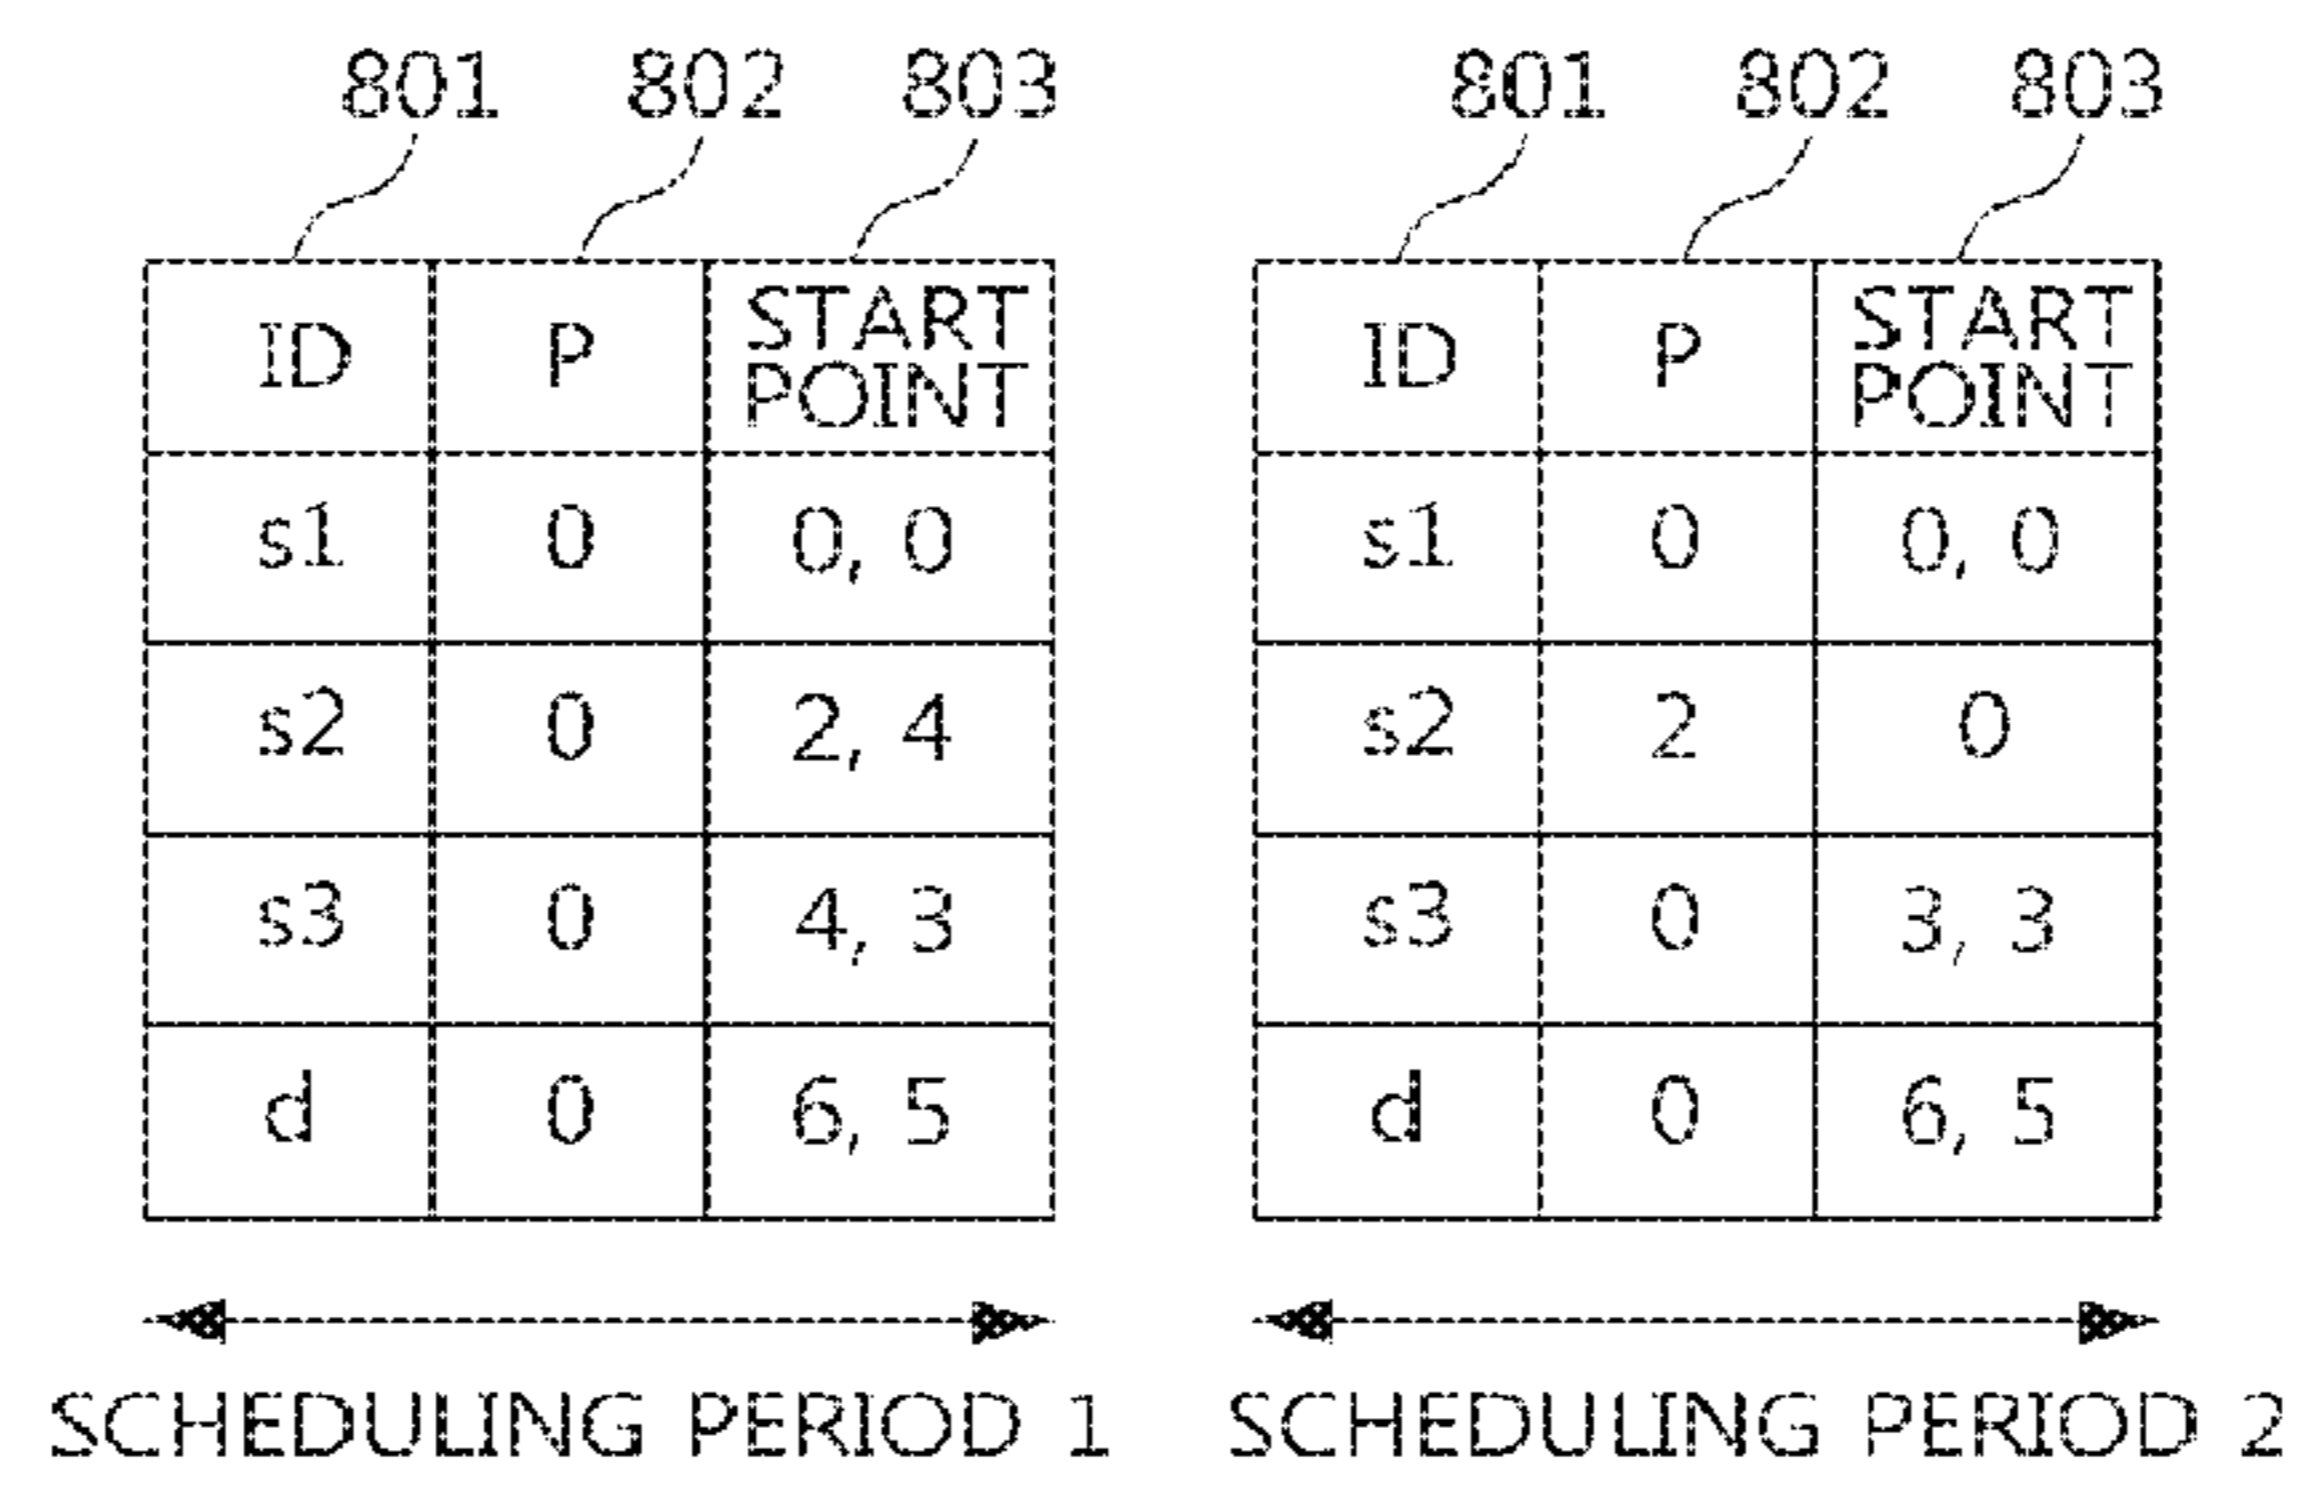 801 802 803 801 802 803
ID P START POINT ID P START POINT
s1 0 0, 0 s1 0 0, 0
s2 0 2, 4 s2 2 0
s3 0 4, 3 s3 0 3, 3
d 0 6, 5 d 0 6, 5
SCHEDULING PERIOD 1 SCHEDULING PERIOD 2